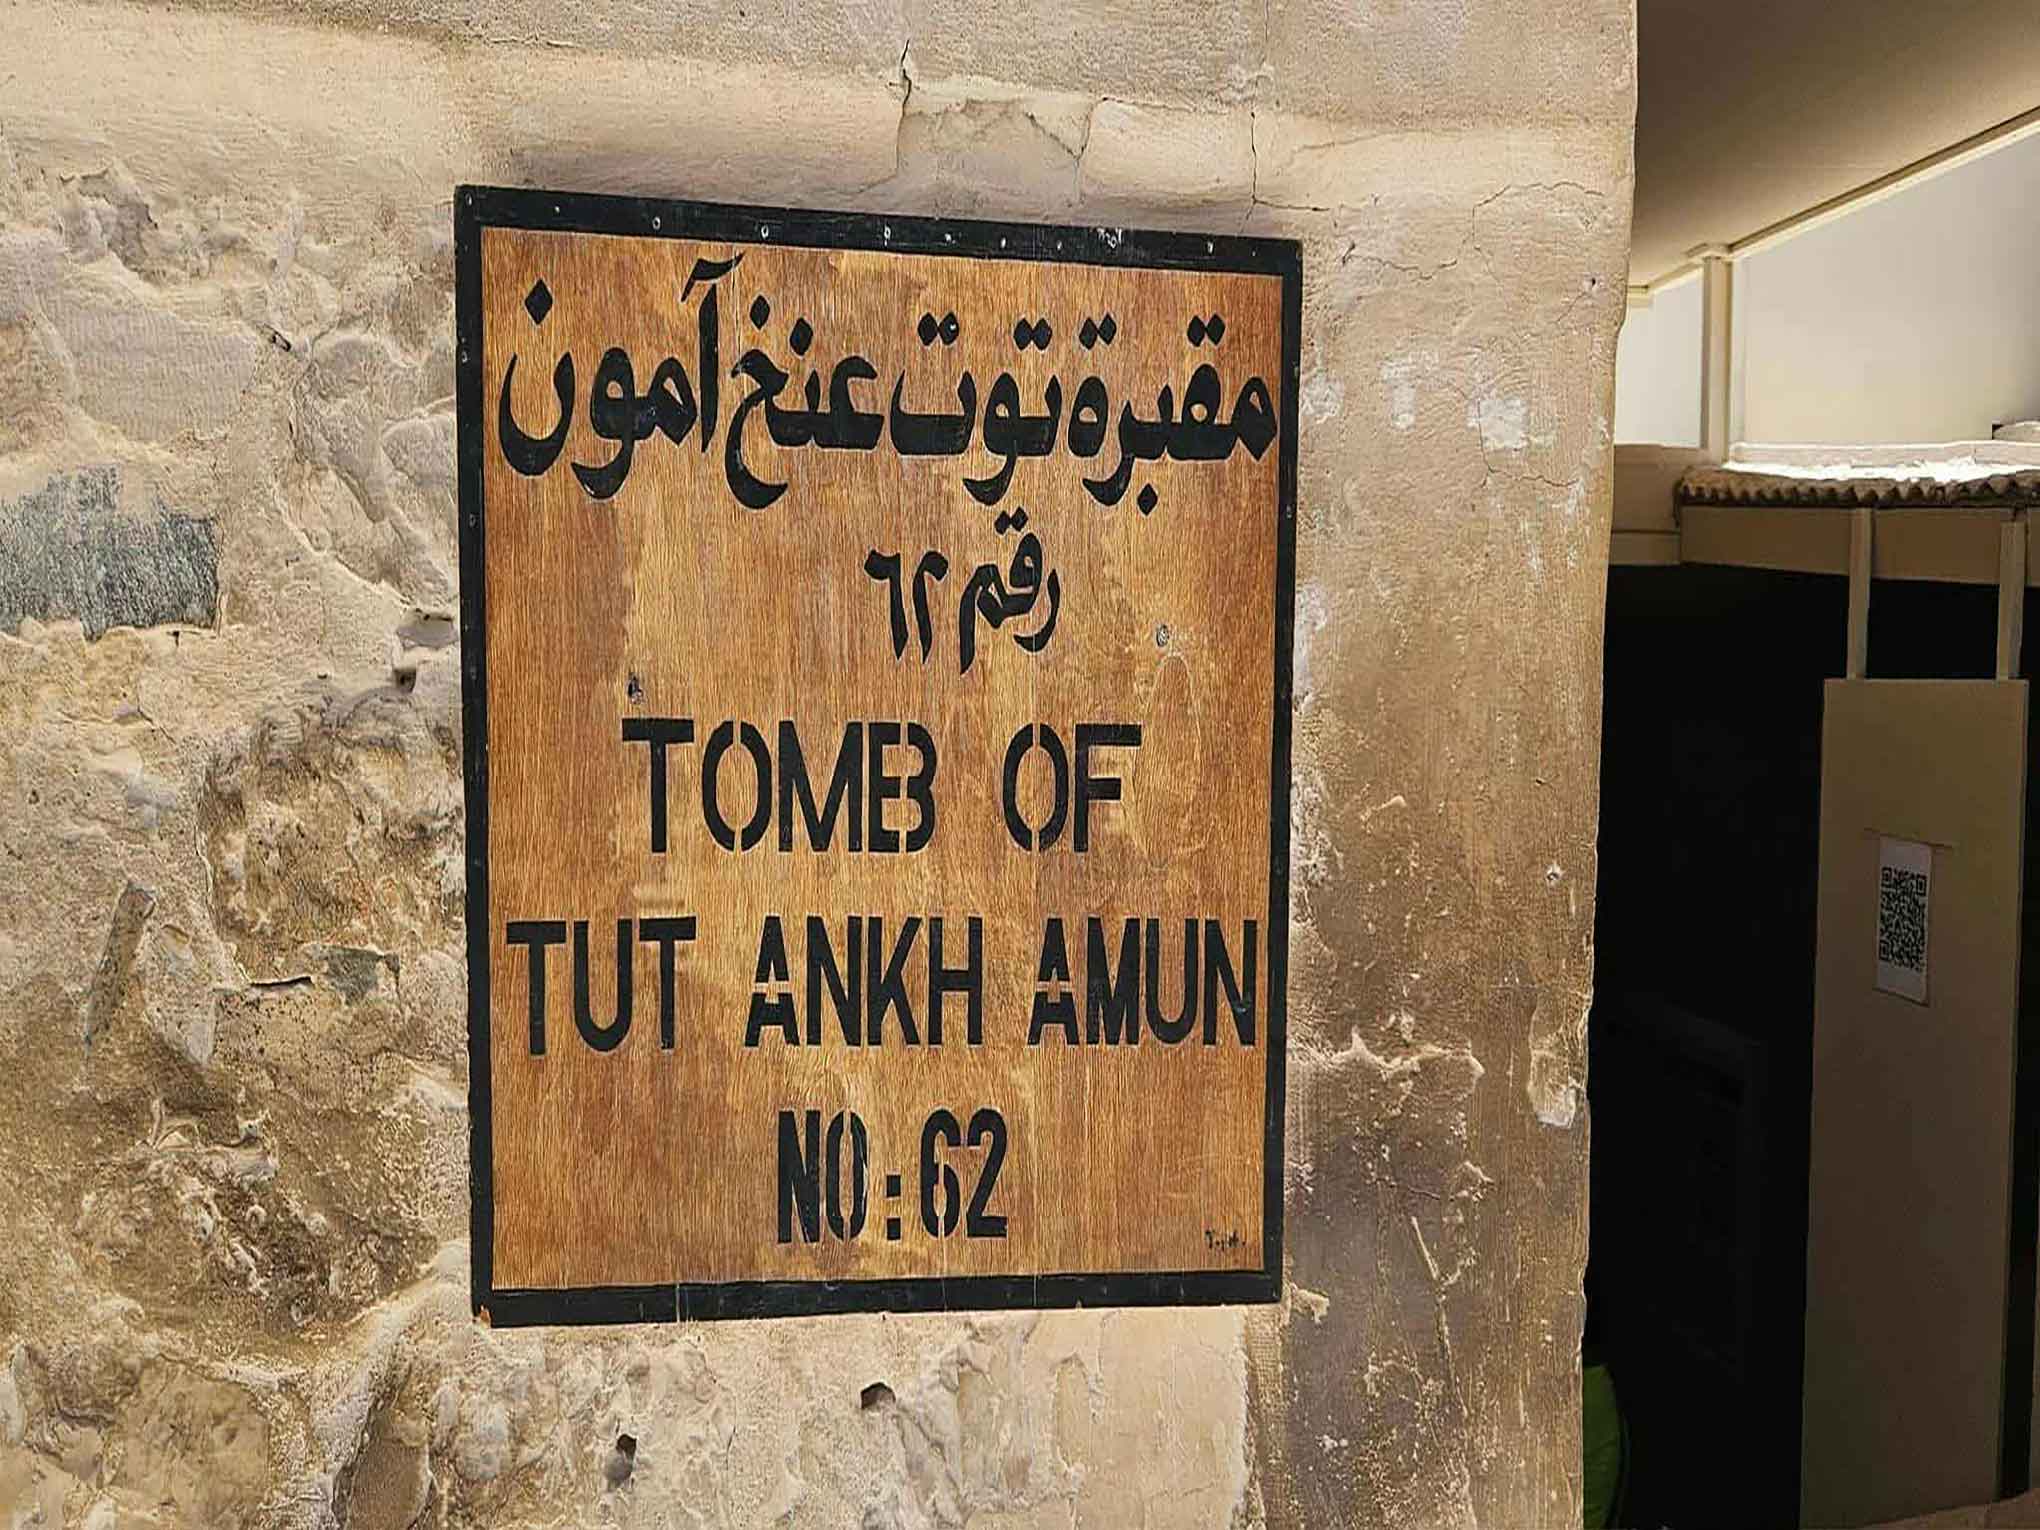 مقبرة توت عنخ آمون
رقم ٦٢
TOMB OF
TUT ANKH AMUN
NO : 62